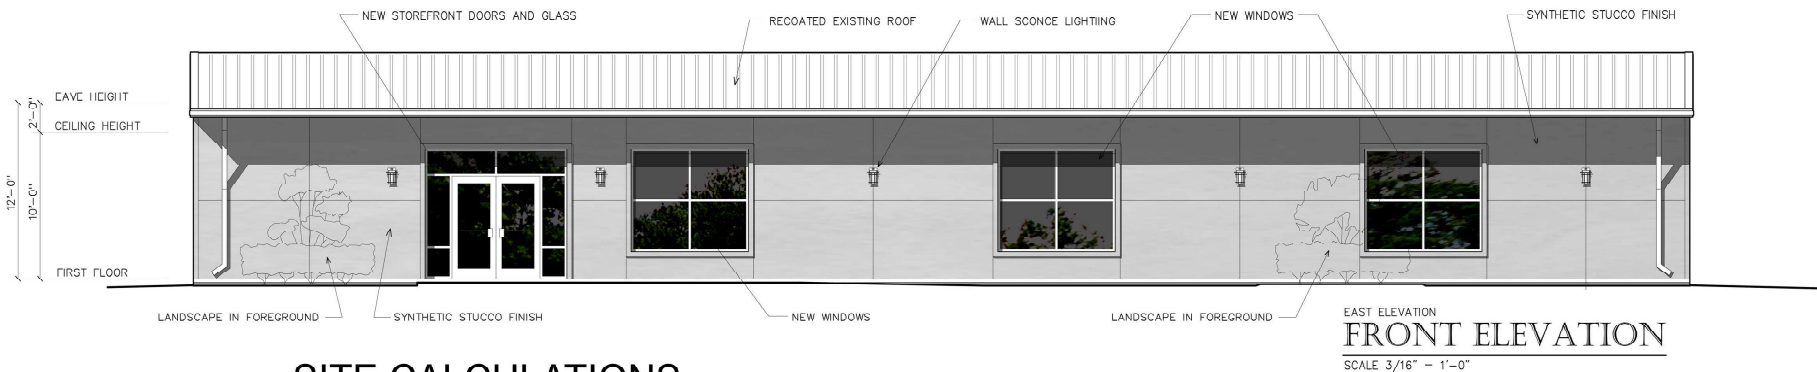 NEW STOREFRONT DOORS AND GLASS
RECOATED EXISTING ROOF
WALL SCONCE LIGHTIING
NEW WINDOWS
SYNTHETIC STUCCO FINISH
EAVE HEIGHT
2'-0"
CEILING HEIGHT
12'-0"
10'-0"
FIRST FLOOR
LANDSCAPE IN FOREGROUND
SYNTHETIC STUCCO FINISH
NEW WINDOWS
LANDSCAPE IN FOREGROUND
EAST ELEVATION
FRONT ELEVATION
SCALE 3/16" - 1'-0"
SITE CALCULATIONS